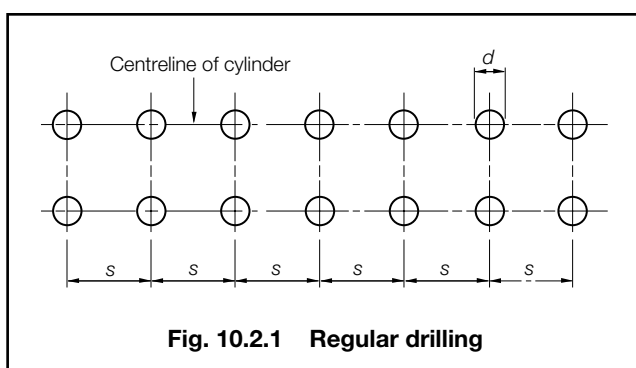 Centreline of cylinder
d
s s s s s s
Fig. 10.2.1 Regular drilling